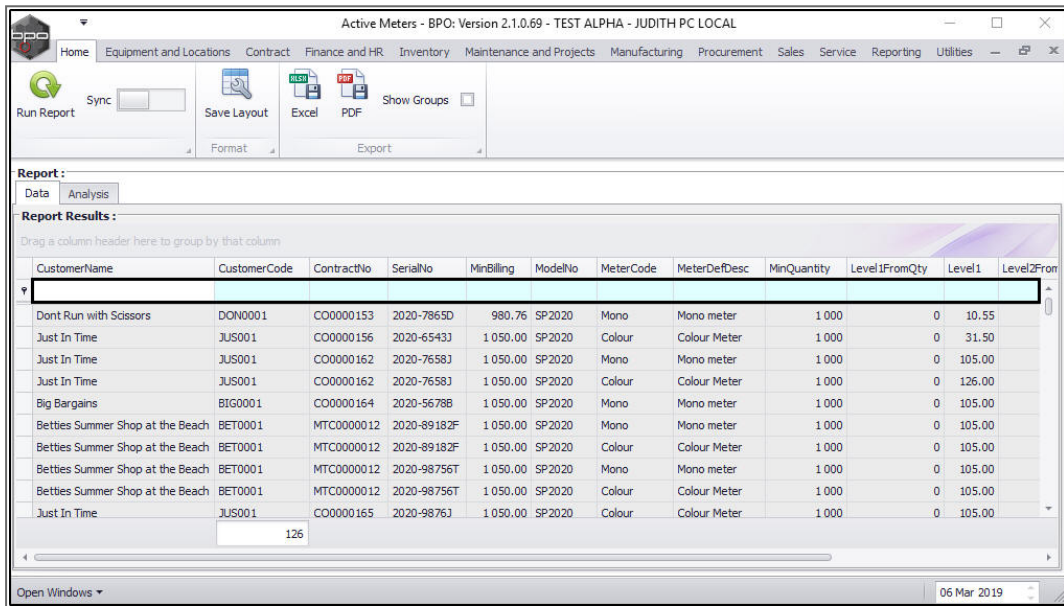 Active Meters - BPO: Version 2.1.0.69 - TEST ALPHA - JUDITH PC LOCAL
bpo
Home Equipment and Locations Contract Finance and HR Inventory Maintenance and Projects Manufacturing Procurement Sales Service Reporting Utilities
Run Report Sync Save Layout XLSX Excel PDF PDF Show Groups
Format Export
Report :
Data Analysis
Report Results :
Drag a column header here to group by that column
CustomerName CustomerCode ContractNo SerialNo MinBilling ModelNo MeterCode MeterDefDesc MinQuantity Level1FromQty Level1 Level2From
Dont Run with Scissors DON0001 CO0000153 2020-7865D 980.76 SP2020 Mono Mono meter 1 000 0 10.55
Just In Time JUS001 CO0000156 2020-6543J 1 050.00 SP2020 Colour Colour Meter 1 000 0 31.50
Just In Time JUS001 CO0000162 2020-7658J 1 050.00 SP2020 Mono Mono meter 1 000 0 105.00
Just In Time JUS001 CO0000162 2020-7658J 1 050.00 SP2020 Colour Colour Meter 1 000 0 126.00
Big Bargains BIG0001 CO0000164 2020-5678B 1 050.00 SP2020 Mono Mono meter 1 000 0 105.00
Betties Summer Shop at the Beach BET0001 MTC0000012 2020-89182F 1 050.00 SP2020 Mono Mono meter 1 000 0 105.00
Betties Summer Shop at the Beach BET0001 MTC0000012 2020-89182F 1 050.00 SP2020 Colour Colour Meter 1 000 0 105.00
Betties Summer Shop at the Beach BET0001 MTC0000012 2020-98756T 1 050.00 SP2020 Mono Mono meter 1 000 0 105.00
Betties Summer Shop at the Beach BET0001 MTC0000012 2020-98756T 1 050.00 SP2020 Colour Colour Meter 1 000 0 105.00
Just In Time JUS001 CO0000165 2020-9876J 1 050.00 SP2020 Colour Colour Meter 1 000 0 105.00
126
Open Windows 06 Mar 2019